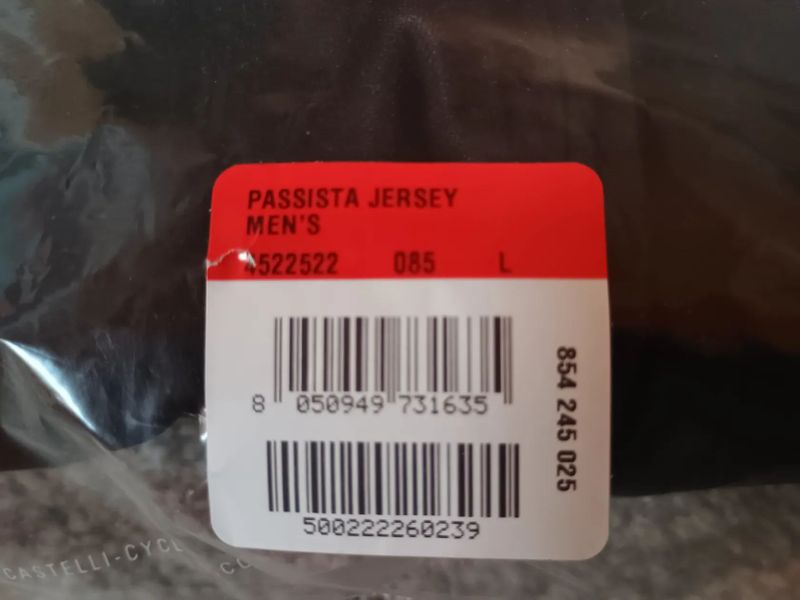 PASSISTA JERSEY
MEN'S
4522522 085 L
8 050949 731635
854 245 025
500222260239
CASTELLI-CYCL